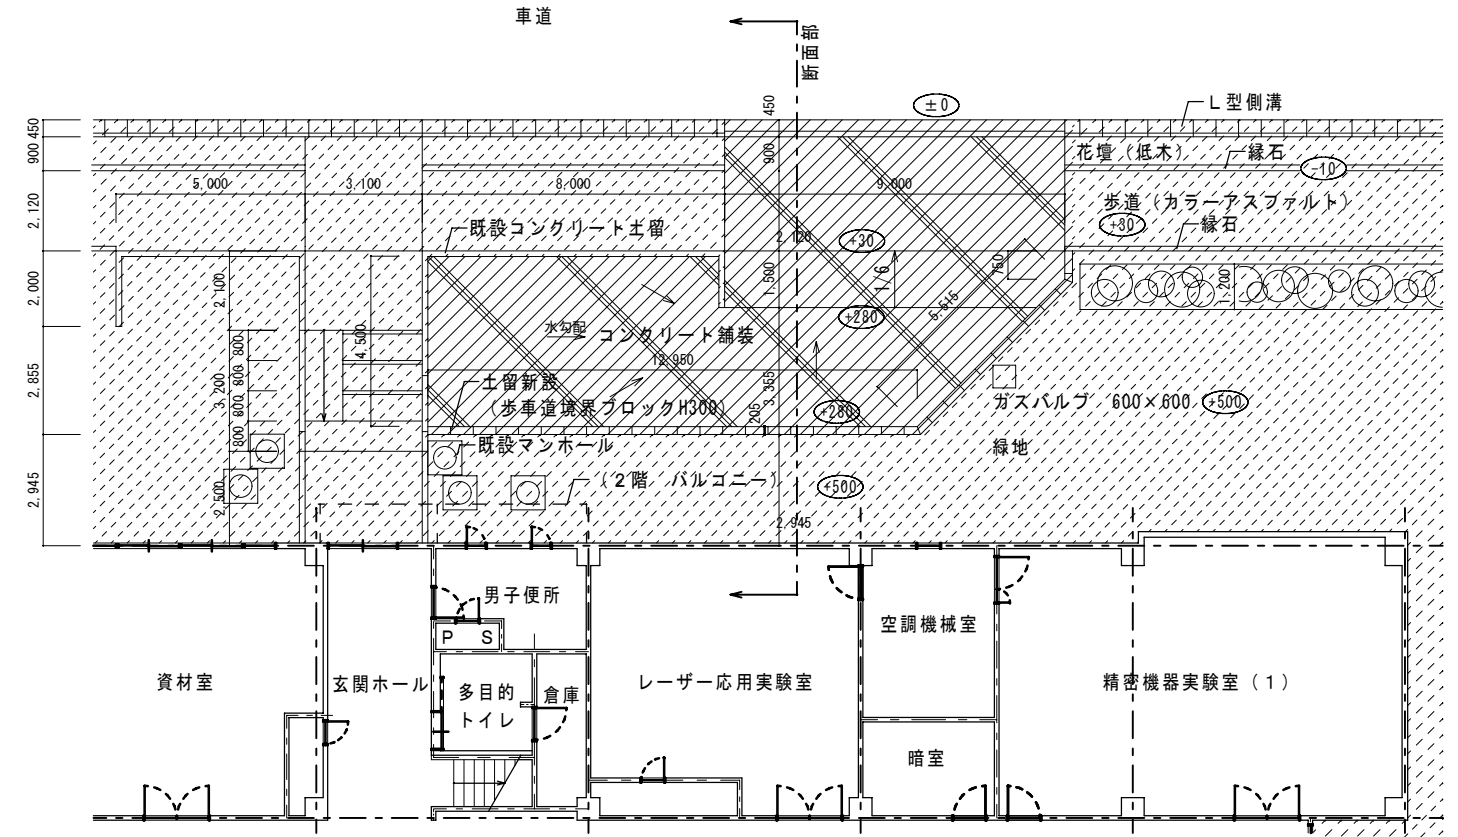 車道
断面部
450
±0
L型側溝
450
900
900
花壇(低木)
縁石
-10
5,000
3,100
8,000
9,000
2,120
歩道(カラーアスファルト)
+30
縁石
既設コンクリート土留
2,120
+30
750
2,000
2,100
1,500
1/6
1,200
5,515
+280
水勾配
コンクリート舗装
4,500
800
800
800
800
3,200
12,950
2,855
土留新設
(歩車道境界ブロックH300)
205
3,355
+280
ガスバルブ 600×600
+500
既設マンホール
緑地
2,945
2,500
(2階 バルコニー)
+500
2,945
男子便所
空調機械室
PS
資材室
玄関ホール
多目的
トイレ
倉庫
レーザー応用実験室
精密機器実験室(1)
暗室